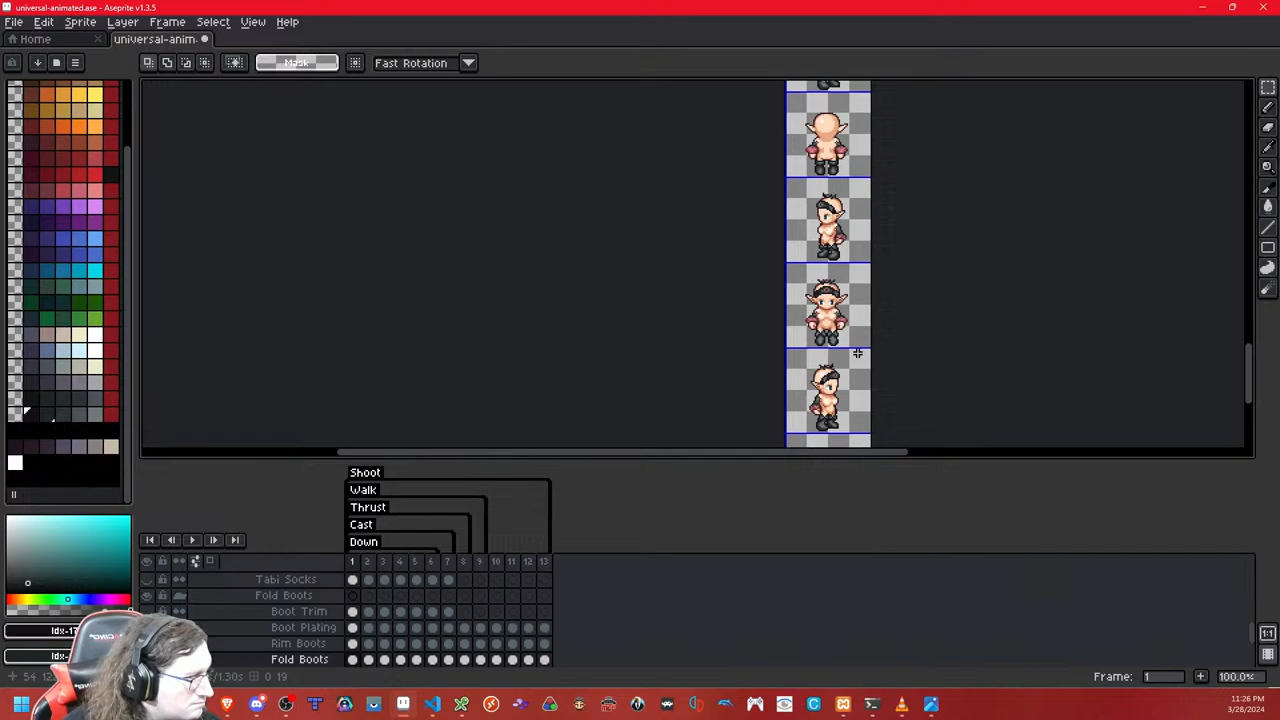 universal-animated.ase - Aseprite v1.3.5
File Edit Sprite Layer Frame Select View Help
Home
universal-anim.
Mask
Fast Rotation
Shoot
Walk
Thrust
Cast
Down
1 2 3 4 5 6 7 8 9 10 11 12 13
Tabi Socks
Fold Boots
Boot Trim
Boot Plating
Rim Boots
Fold Boots
Frame: 1
100.0%
1:1
11:26 PM
3/28/2024